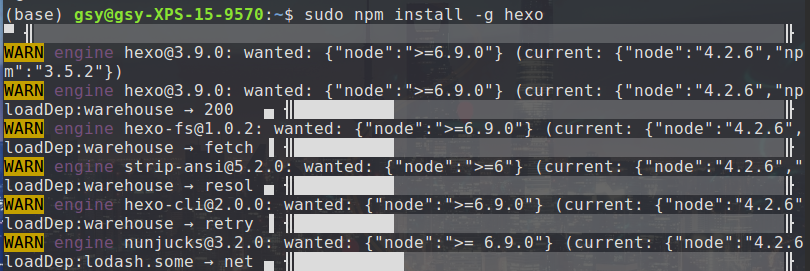 (base) gsy@gsy-XPS-15-9570:~$ sudo npm install -g hexo
WARN engine hexo@3.9.0: wanted: {"node":">=6.9.0"} (current: {"node":"4.2.6","np
m":"3.5.2"})
WARN engine hexo@3.9.0: wanted: {"node":">=6.9.0"} (current: {"node":"4.2.6","np
loadDep:warehouse → 200
WARN engine hexo-fs@1.0.2: wanted: {"node":">=6.9.0"} (current: {"node":"4.2.6",
loadDep:warehouse → fetch
WARN engine strip-ansi@5.2.0: wanted: {"node":">=6"} (current: {"node":"4.2.6","
loadDep:warehouse → resol
WARN engine hexo-cli@2.0.0: wanted: {"node":">=6.9.0"} (current: {"node":"4.2.6"
loadDep:warehouse → retry
WARN engine nunjucks@3.2.0: wanted: {"node":">= 6.9.0"} (current: {"node":"4.2.6
loadDep:lodash.some → net